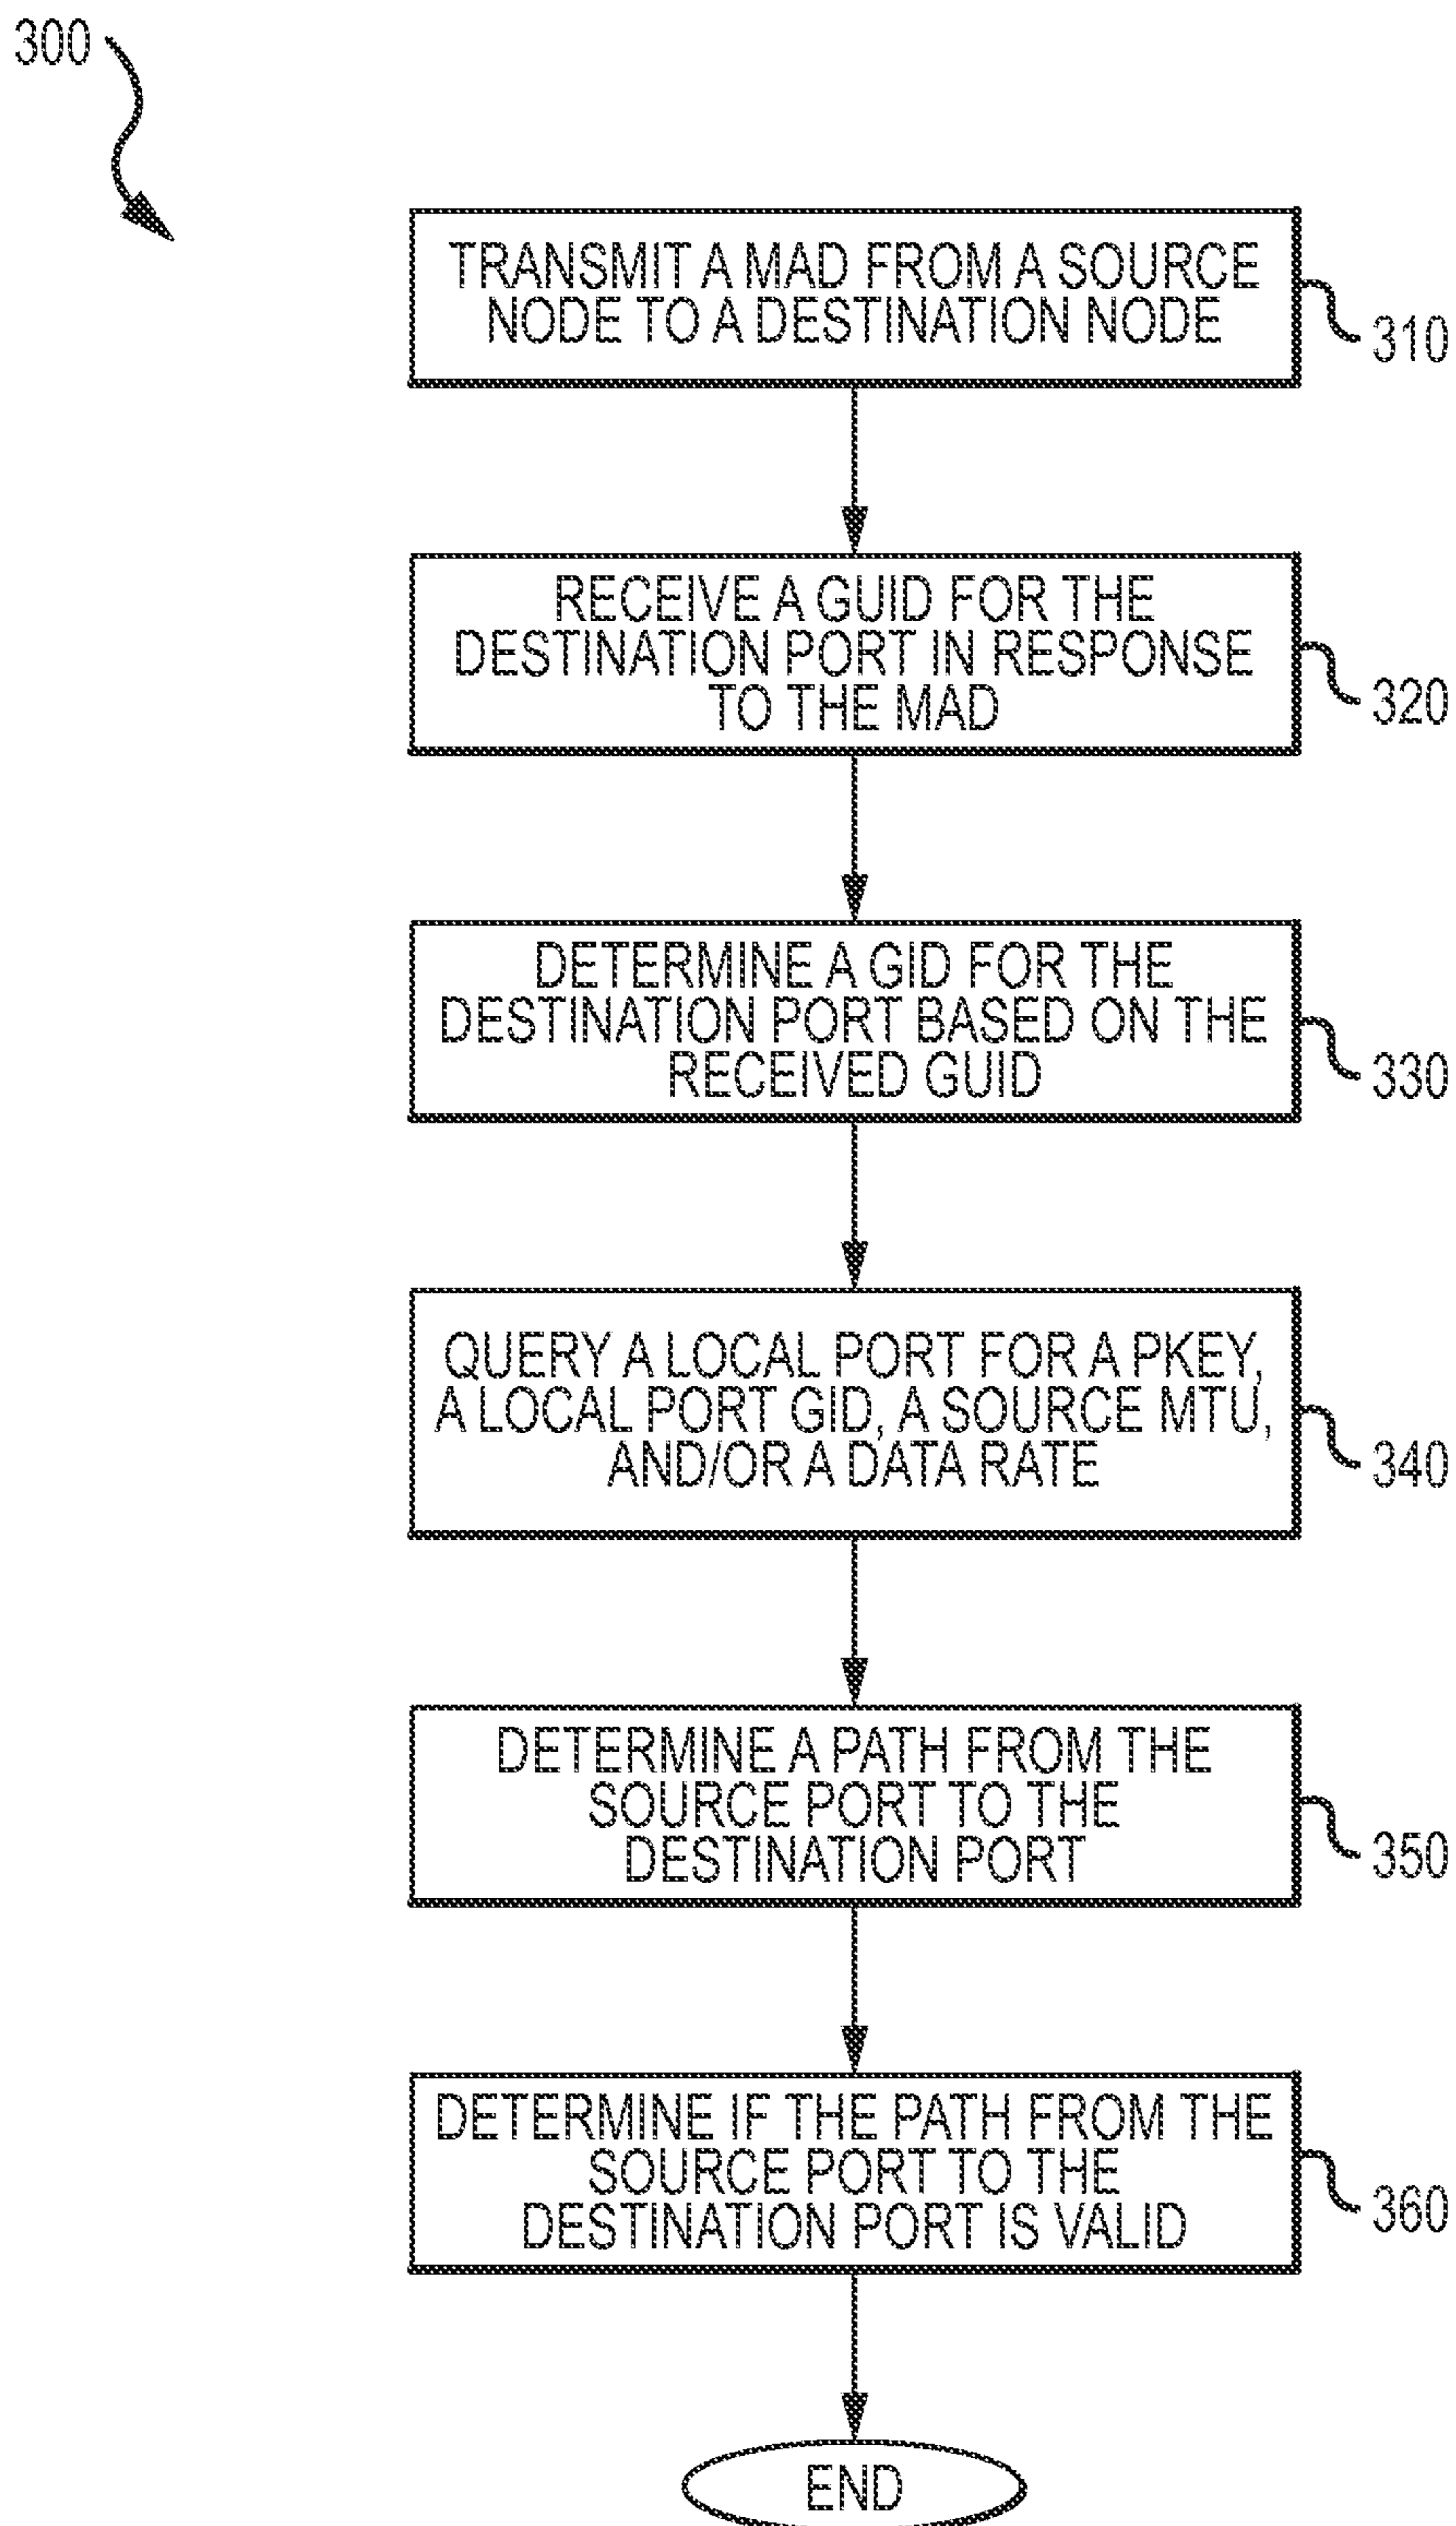 300
TRANSMIT A MAD FROM A SOURCE
NODE TO A DESTINATION NODE
310
RECEIVE A GUID FOR THE
DESTINATION PORT IN RESPONSE
TO THE MAD
320
DETERMINE A GID FOR THE
DESTINATION PORT BASED ON THE
RECEIVED GUID
330
QUERY A LOCAL PORT FOR A PKEY,
A LOCAL PORT GID, A SOURCE MTU,
AND/OR A DATA RATE
340
DETERMINE A PATH FROM THE
SOURCE PORT TO THE
DESTINATION PORT
350
DETERMINE IF THE PATH FROM THE
SOURCE PORT TO THE
DESTINATION PORT IS VALID
360
END